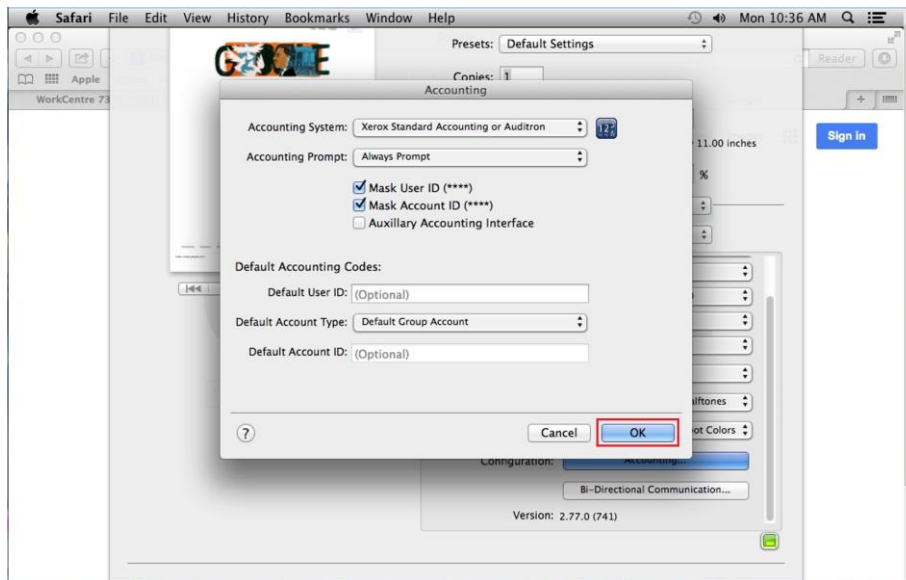 Safari File Edit View History Bookmarks Window Help Mon 10:36 AM
Presets: Default Settings
Copies: 1
Reader
Apple
WorkCentre 73
Accounting
Accounting System: Xerox Standard Accounting or Auditron
11.00 inches
Sign in
Accounting Prompt: Always Prompt
%
Mask User ID (****)
Mask Account ID (****)
Auxillary Accounting Interface
Default Accounting Codes:
Default User ID: (Optional)
Default Account Type: Default Group Account
Default Account ID: (Optional)
alftones
? Cancel OK
ot Colors
Configuration: Accounting...
Bi-Directional Communication...
Version: 2.77.0 (741)